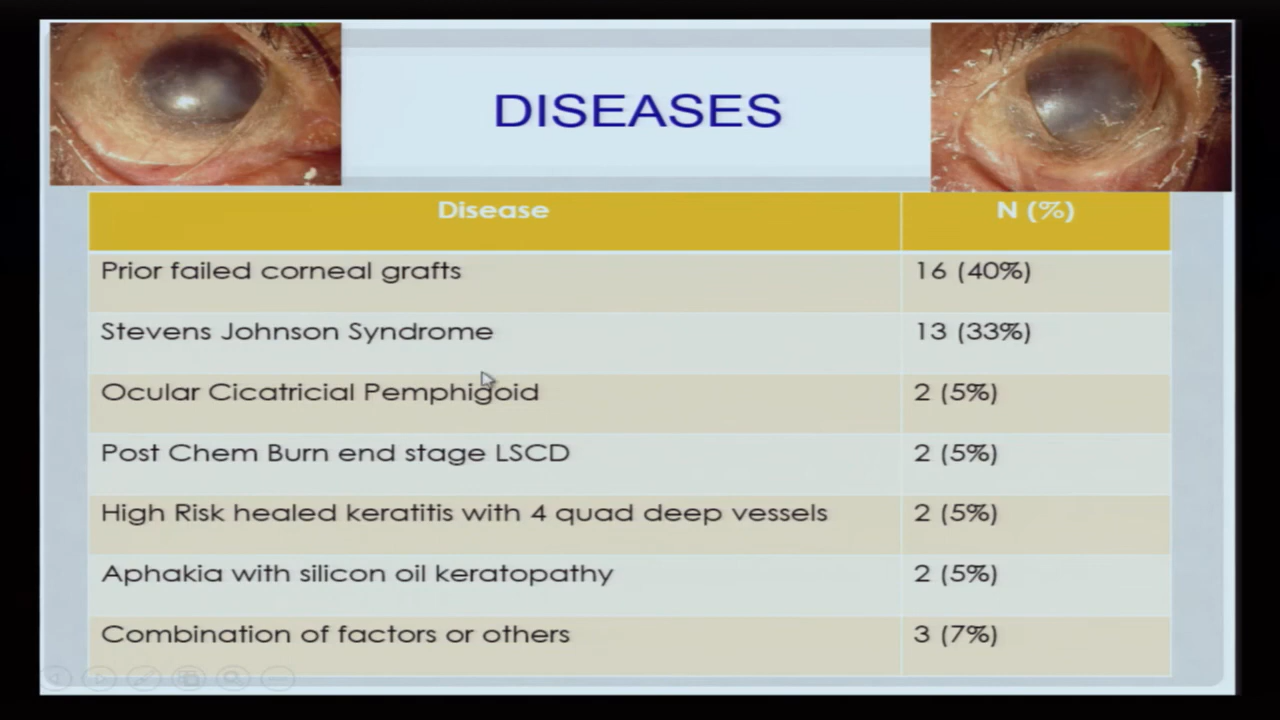 DISEASES
Disease N (%)
Prior failed corneal grafts 16 (40%)
Stevens Johnson Syndrome 13 (33%)
Ocular Cicatricial Pemphigoid 2 (5%)
Post Chem Burn end stage LSCD 2 (5%)
High Risk healed keratitis with 4 quad deep vessels 2 (5%)
Aphakia with silicon oil keratopathy 2 (5%)
Combination of factors or others 3 (7%)